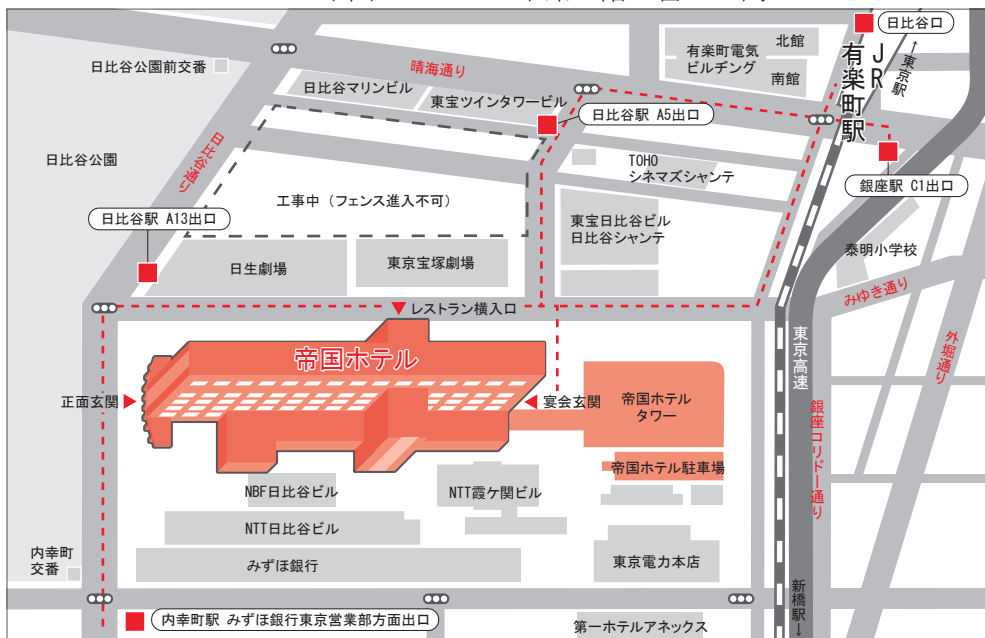 日比谷口
有楽町電気
ビルヂング
北館
南館
JR
有楽町駅
↑東京駅
日比谷公園前交番
晴海通り
日比谷マリンビル
東宝ツインタワービル
日比谷駅 A5出口
日比谷公園
日比谷通り
TOHO
シネマズシャンテ
銀座駅 C1出口
工事中(フェンス進入不可)
日比谷駅 A13出口
東宝日比谷ビル
日比谷シャンテ
泰明小学校
日生劇場
東京宝塚劇場
みゆき通り
レストラン横入口
外堀通り
東京高速
帝国ホテル
正面玄関
宴会玄関
帝国ホテル
タワー
銀座コリドー通り
帝国ホテル駐車場
NBF日比谷ビル
NTT霞ケ関ビル
NTT日比谷ビル
内幸町
交番
みずほ銀行
東京電力本店
新橋駅↓
内幸町駅 みずほ銀行東京営業部方面出口
第一ホテルアネックス